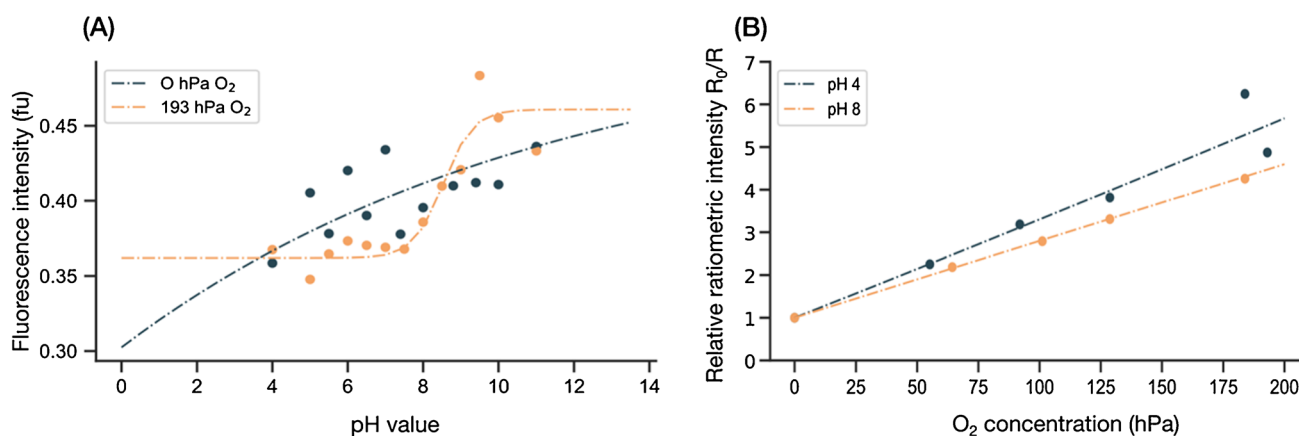 (A)
Fluorescence intensity (fu)
0.45
0.40
0.35
0.30
O hPa O₂
193 hPa O₂
0 2 4 6 8 10 12 14
pH value
(B)
Relative ratiometric intensity R₀/R
7
6
5
4
3
2
1
0
pH 4
pH 8
0 25 50 75 100 125 150 175 200
O₂ concentration (hPa)